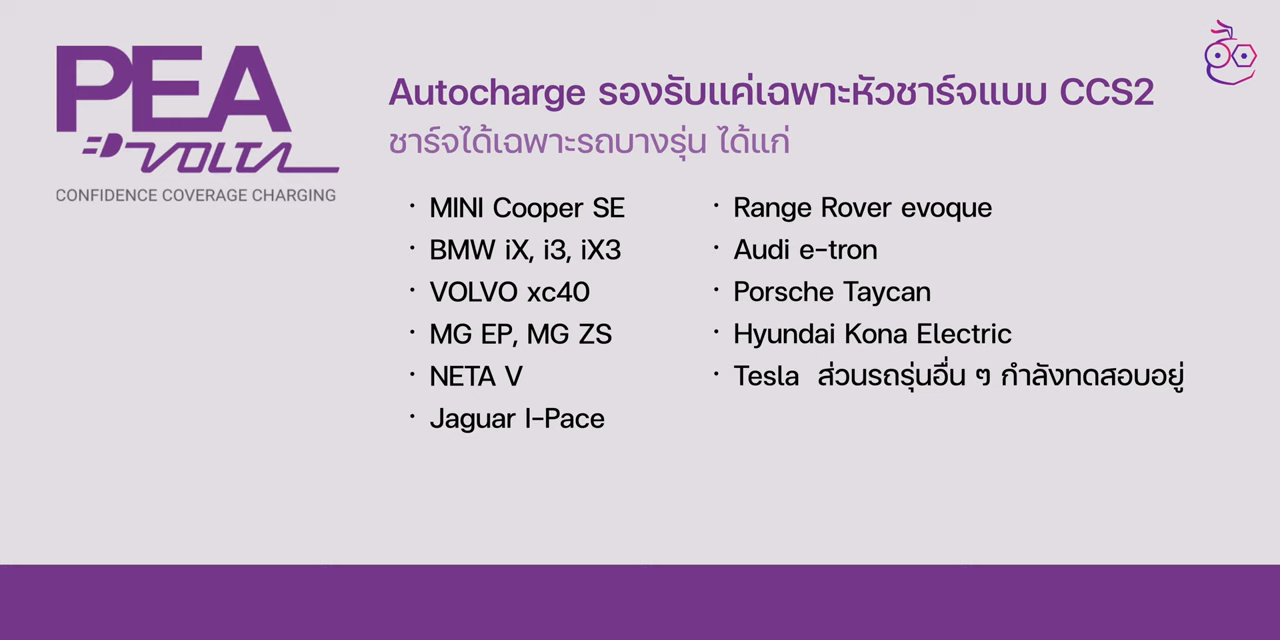 PEA
VOLTA
CONFIDENCE COVERAGE CHARGING
Autocharge รองรับแค่เฉพาะหัวชาร์จแบบ CCS2
ชาร์จได้เฉพาะรถบางรุ่น ได้แก่
· MINI Cooper SE
· BMW iX, i3, iX3
· VOLVO xc40
· MG EP, MG ZS
· NETA V
· Jaguar I-Pace
· Range Rover evoque
· Audi e-tron
· Porsche Taycan
· Hyundai Kona Electric
· Tesla ส่วนรถรุ่นอื่น ๆ กำลังทดสอบอยู่